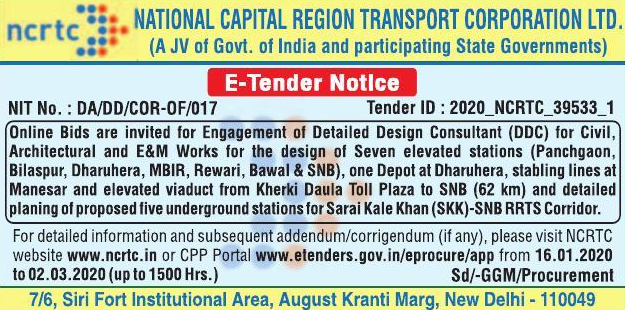 ncrtc
NATIONAL CAPITAL REGION TRANSPORT CORPORATION LTD.
(A JV of Govt. of India and participating State Governments)
E-Tender Notice
NIT No. : DA/DD/COR-OF/017 Tender ID : 2020_NCRTC_39533_1
Online Bids are invited for Engagement of Detailed Design Consultant (DDC) for Civil,
Architectural and E&M Works for the design of Seven elevated stations (Panchgaon,
Bilaspur, Dharuhera, MBIR, Rewari, Bawal & SNB), one Depot at Dharuhera, stabling lines at
Manesar and elevated viaduct from Kherki Daula Toll Plaza to SNB (62 km) and detailed
planing of proposed five underground stations for Sarai Kale Khan (SKK)-SNB RRTS Corridor.
For detailed information and subsequent addendum/corrigendum (if any), please visit NCRTC
website www.ncrtc.in or CPP Portal www.etenders.gov.in/eprocure/app from 16.01.2020
to 02.03.2020 (up to 1500 Hrs.) Sd/-GGM/Procurement
7/6, Siri Fort Institutional Area, August Kranti Marg, New Delhi - 110049